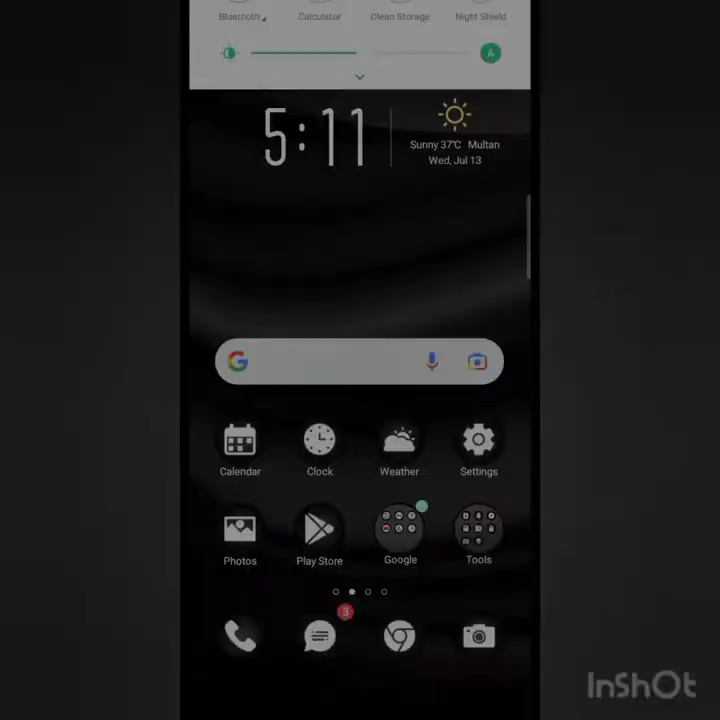 Bluetooth Calculator Clean Storage Night Shield
A
5:11
Sunny 37°C Multan
Wed, Jul 13
Calendar Clock Weather Settings
Photos Play Store Google Tools
3
InShOt